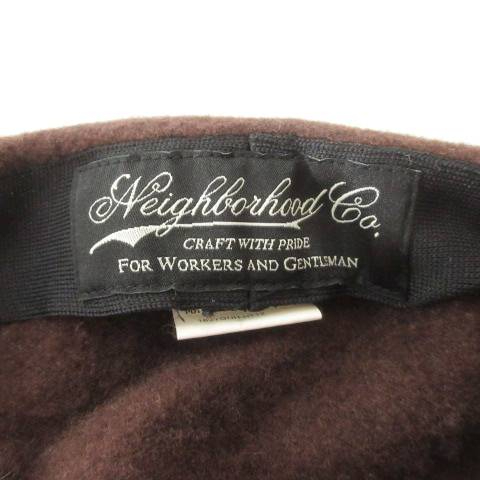 Neighborhood Co.
CRAFT WITH PRIDE
FOR WORKERS AND GENTLEMAN